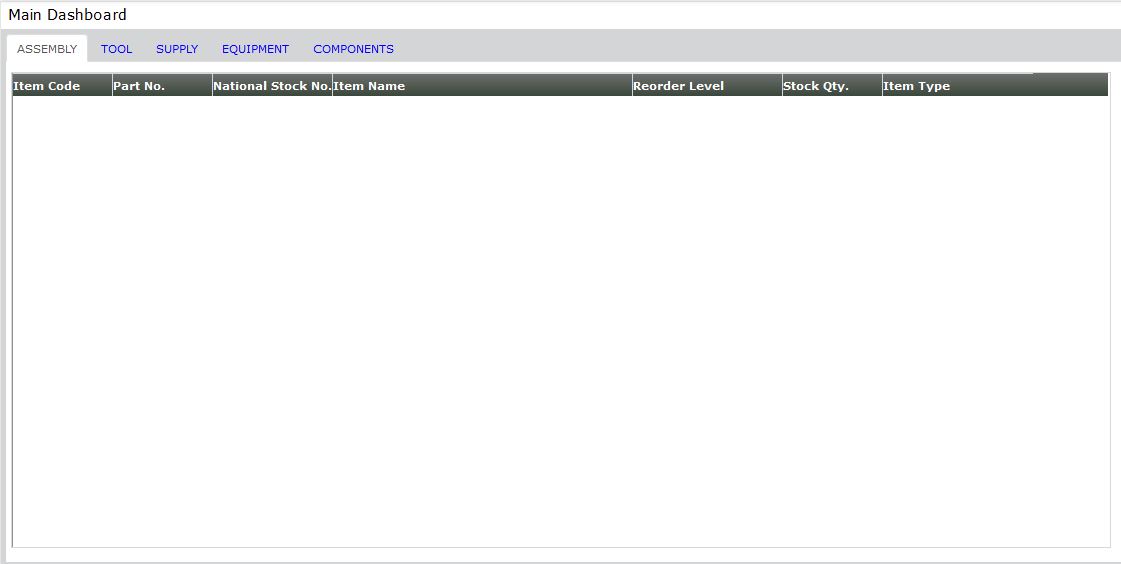 Main Dashboard
ASSEMBLY TOOL SUPPLY EQUIPMENT COMPONENTS
Item Code Part No. National Stock No. Item Name Reorder Level Stock Qty. Item Type